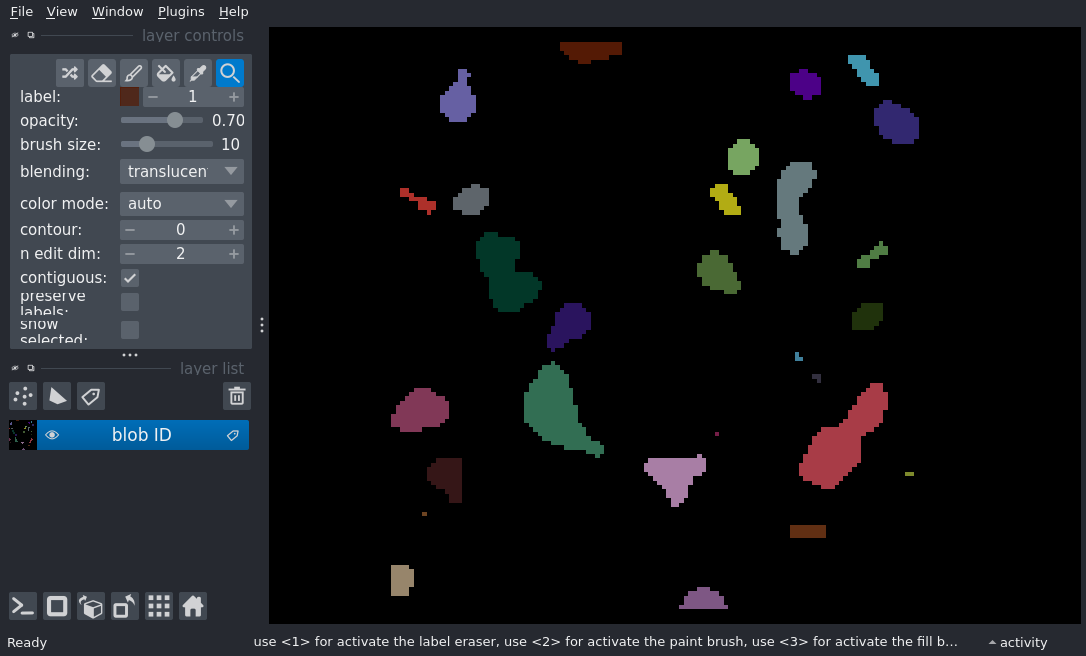 File View Window Plugins Help
layer controls
label: 1
opacity: 0.70
brush size: 10
blending: translucen
color mode: auto
contour: 0
n edit dim: 2
contiguous:
preserve
labels:
show
selected:
layer list
blob ID
Ready use <1> for activate the label eraser, use <2> for activate the paint brush, use <3> for activate the fill b... activity